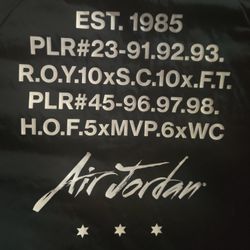 EST. 1985
PLR#23-91.92.93.
R.O.Y.10xS.C.10x.F.T.
PLR#45-96.97.98.
H.O.F.5xMVP.6xWC
Air Jordan